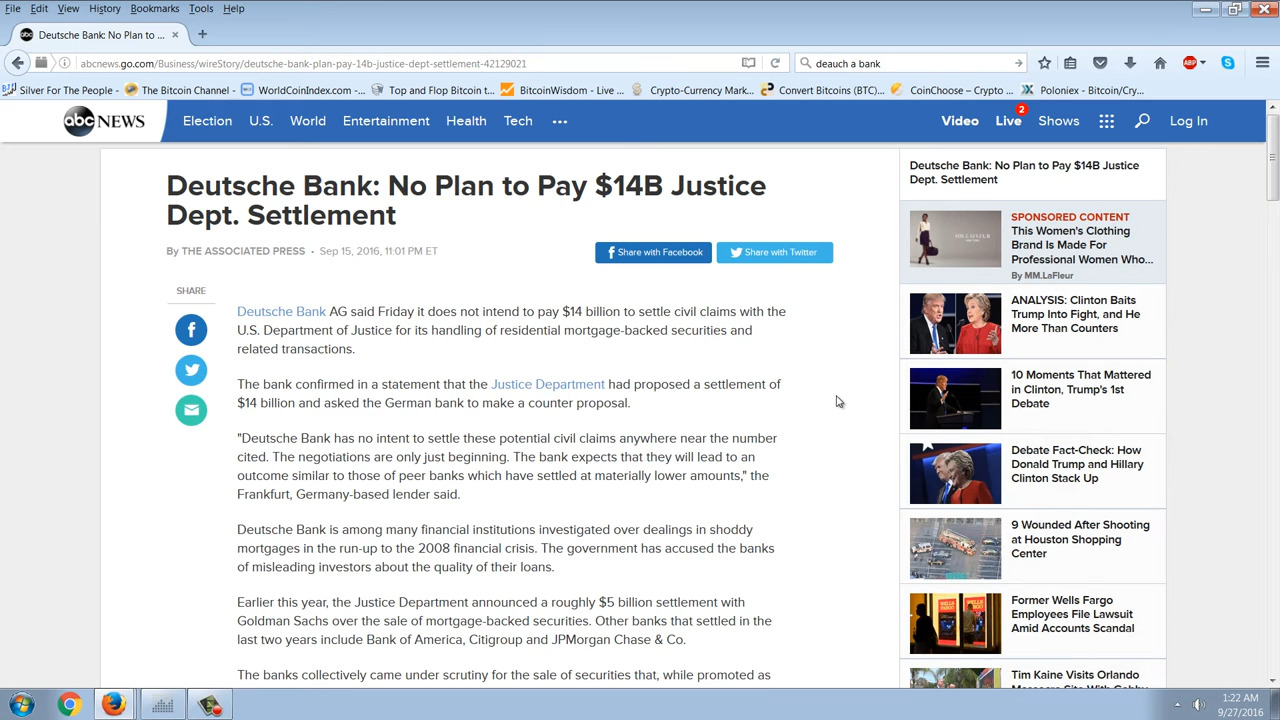 File Edit View History Bookmarks Tools Help
abc Deutsche Bank: No Plan to ... × +
abcnews.go.com/Business/wireStory/deutsche-bank-plan-pay-14b-justice-dept-settlement-42129021
deauch a bank
ABP
Silver For The People - The Bitcoin Channel - WorldCoinIndex.com -... Top and Flop Bitcoin t... BitcoinWisdom - Live ... Crypto-Currency Mark... Convert Bitcoins (BTC)... CoinChoose – Crypto ... Poloniex - Bitcoin/Cry...
abc NEWS Election U.S. World Entertainment Health Tech ••• Video Live 2 Shows Log In
Deutsche Bank: No Plan to Pay $14B Justice
Dept. Settlement
By THE ASSOCIATED PRESS • Sep 15, 2016, 11:01 PM ET
Share with Facebook Share with Twitter
SHARE
Deutsche Bank AG said Friday it does not intend to pay $14 billion to settle civil claims with the
U.S. Department of Justice for its handling of residential mortgage-backed securities and
related transactions.
The bank confirmed in a statement that the Justice Department had proposed a settlement of
$14 billion and asked the German bank to make a counter proposal.
"Deutsche Bank has no intent to settle these potential civil claims anywhere near the number
cited. The negotiations are only just beginning. The bank expects that they will lead to an
outcome similar to those of peer banks which have settled at materially lower amounts," the
Frankfurt, Germany-based lender said.
Deutsche Bank is among many financial institutions investigated over dealings in shoddy
mortgages in the run-up to the 2008 financial crisis. The government has accused the banks
of misleading investors about the quality of their loans.
Earlier this year, the Justice Department announced a roughly $5 billion settlement with
Goldman Sachs over the sale of mortgage-backed securities. Other banks that settled in the
last two years include Bank of America, Citigroup and JPMorgan Chase & Co.
The banks collectively came under scrutiny for the sale of securities that, while promoted as
Deutsche Bank: No Plan to Pay $14B Justice
Dept. Settlement
SPONSORED CONTENT
This Women's Clothing
Brand Is Made For
Professional Women Who...
By MM.LaFleur
ANALYSIS: Clinton Baits
Trump Into Fight, and He
More Than Counters
10 Moments That Mattered
in Clinton, Trump's 1st
Debate
Debate Fact-Check: How
Donald Trump and Hillary
Clinton Stack Up
9 Wounded After Shooting
at Houston Shopping
Center
Former Wells Fargo
Employees File Lawsuit
Amid Accounts Scandal
Tim Kaine Visits Orlando
1:22 AM
9/27/2016